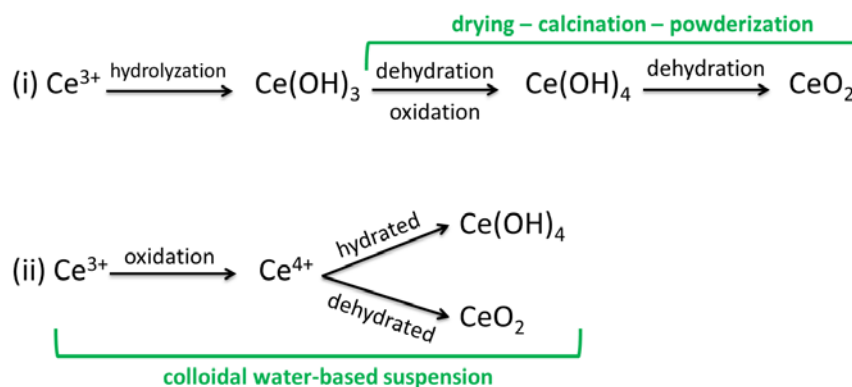 drying – calcination – powderization
(i) Ce³⁺ hydrolyzation Ce(OH)₃ dehydration oxidation Ce(OH)₄ dehydration CeO₂
(ii) Ce³⁺ oxidation Ce⁴⁺ hydrated Ce(OH)₄
dehydrated CeO₂
colloidal water-based suspension